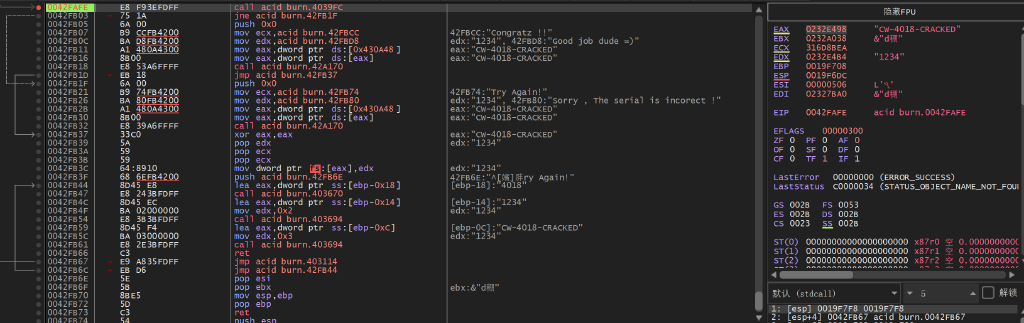 0042FAFE E8 F93EFDFF call acid burn.4039FC
0042FB03 75 1A jne acid burn.42FB1F
0042FB05 6A 00 push 0x0
0042FB07 B9 CCFB4200 mov ecx,acid burn.42FBCC 42FBCC:"Congratz !!"
0042FB0C BA D8FB4200 mov edx,acid burn.42FBD8 edx:"1234", 42FBD8:"Good job dude =)"
0042FB11 A1 480A4300 mov eax,dword ptr ds:[0x430A48] eax:"CW-4018-CRACKED"
0042FB16 8B00 mov eax,dword ptr ds:[eax] eax:"CW-4018-CRACKED"
0042FB18 E8 53A6FFFF call acid burn.42A170
0042FB1D EB 18 jmp acid burn.42FB37
0042FB1F 6A 00 push 0x0
0042FB21 B9 74FB4200 mov ecx,acid burn.42FB74 42FB74:"Try Again!"
0042FB26 BA 80FB4200 mov edx,acid burn.42FB80 edx:"1234", 42FB80:"Sorry , The serial is incorect !"
0042FB2B A1 480A4300 mov eax,dword ptr ds:[0x430A48] eax:"CW-4018-CRACKED"
0042FB30 8B00 mov eax,dword ptr ds:[eax] eax:"CW-4018-CRACKED"
0042FB32 E8 39A6FFFF call acid burn.42A170
0042FB37 33C0 xor eax,eax eax:"CW-4018-CRACKED"
0042FB39 5A pop edx edx:"1234"
0042FB3A 59 pop ecx
0042FB3B 59 pop ecx
0042FB3C 64:8910 mov dword ptr fs:[eax],edx edx:"1234"
0042FB3F 68 6EFB4200 push acid burn.42FB6E
0042FB44 8D45 E8 lea eax,dword ptr ss:[ebp-0x18] [ebp-18]:"4018"
0042FB47 E8 243BFDFF call acid burn.403670
0042FB4C 8D45 EC lea eax,dword ptr ss:[ebp-0x14] [ebp-14]:"1234"
0042FB4F BA 02000000 mov edx,0x2 edx:"1234"
0042FB54 E8 3B3BFDFF call acid burn.403694
0042FB59 8D45 F4 lea eax,dword ptr ss:[ebp-0xC] [ebp-0C]:"CW-4018-CRACKED"
0042FB5C BA 03000000 mov edx,0x3 edx:"1234"
0042FB61 E8 2E3BFDFF call acid burn.403694
0042FB66 C3 ret
0042FB67 E9 A835FDFF jmp acid burn.403114
0042FB6C EB D6 jmp acid burn.42FB44
0042FB6E 5E pop esi
0042FB6F 5B pop ebx
0042FB70 8BE5 mov esp,ebp
0042FB72 5D pop ebp
0042FB73 C3 ret
0042FB74 54 push esp
隐藏FPU
EAX 0232E498 "CW-4018-CRACKED"
EBX 0232A038
ECX 316D8BEA
EDX 0232E4B4 "1234"
EBP 0019F708
ESP 0019F6DC
ESI 00000506
EDI 02327BA0
EIP 0042FAFE acid burn.0042FAFE
EFLAGS 00000300
ZF 0 PF 0 AF 0
OF 0 SF 0 DF 0
CF 0 TF 1 IF 1
LastError 00000000 (ERROR_SUCCESS)
LastStatus C0000034 (STATUS_OBJECT_NAME_NOT_FOU
GS 002B FS 0053
ES 002B DS 002B
CS 0023 SS 002B
ST(0) 00000000000000000000 x87r0 空 0.000000000
ST(1) 00000000000000000000 x87r1 空 0.000000000
ST(2) 00000000000000000000 x87r2 空 0.000000000
默认 (stdcall) 5 解锁
1: [esp] 0019F7F8 0019F7F8
2: [esp+4] 0042FB67 acid burn.0042FB67